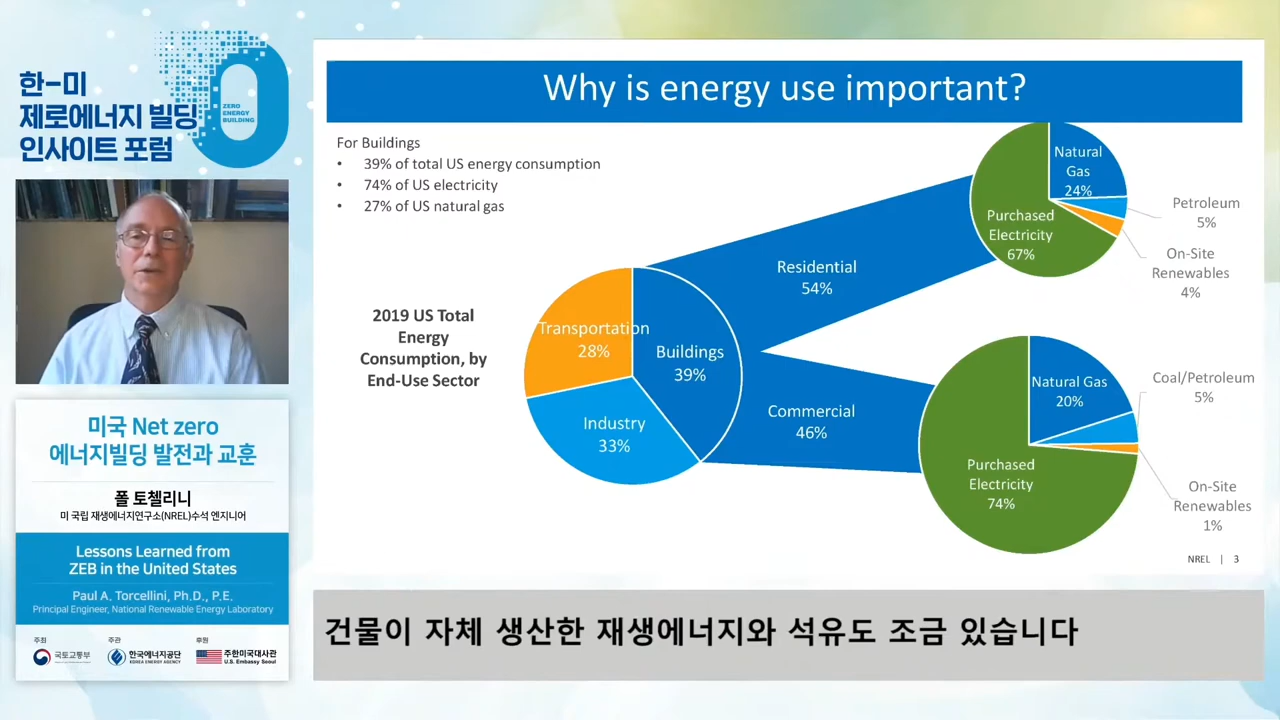 한-미
제로에너지 빌딩
인사이트 포럼
ZERO
ENERGY
BUILDING
미국 Net zero
에너지빌딩 발전과 교훈
폴 토첼리니
미 국립 재생에너지연구소(NREL)수석 엔지니어
Lessons Learned from
ZEB in the United States
Paul A. Torcellini, Ph.D., P.E.
Principal Engineer, National Renewable Energy Laboratory
주최
국토교통부
주관
한국에너지공단
KOREA ENERGY AGENCY
후원
주한미국대사관
U.S. Embassy Seoul
Why is energy use important?
For Buildings
• 39% of total US energy consumption
• 74% of US electricity
• 27% of US natural gas
2019 US Total
Energy
Consumption, by
End-Use Sector
Transportation
28%
Buildings
39%
Industry
33%
Residential
54%
Commercial
46%
Natural
Gas
24%
Purchased
Electricity
67%
Petroleum
5%
On-Site
Renewables
4%
Natural Gas
20%
Purchased
Electricity
74%
Coal/Petroleum
5%
On-Site
Renewables
1%
NREL | 3
건물이 자체 생산한 재생에너지와 석유도 조금 있습니다